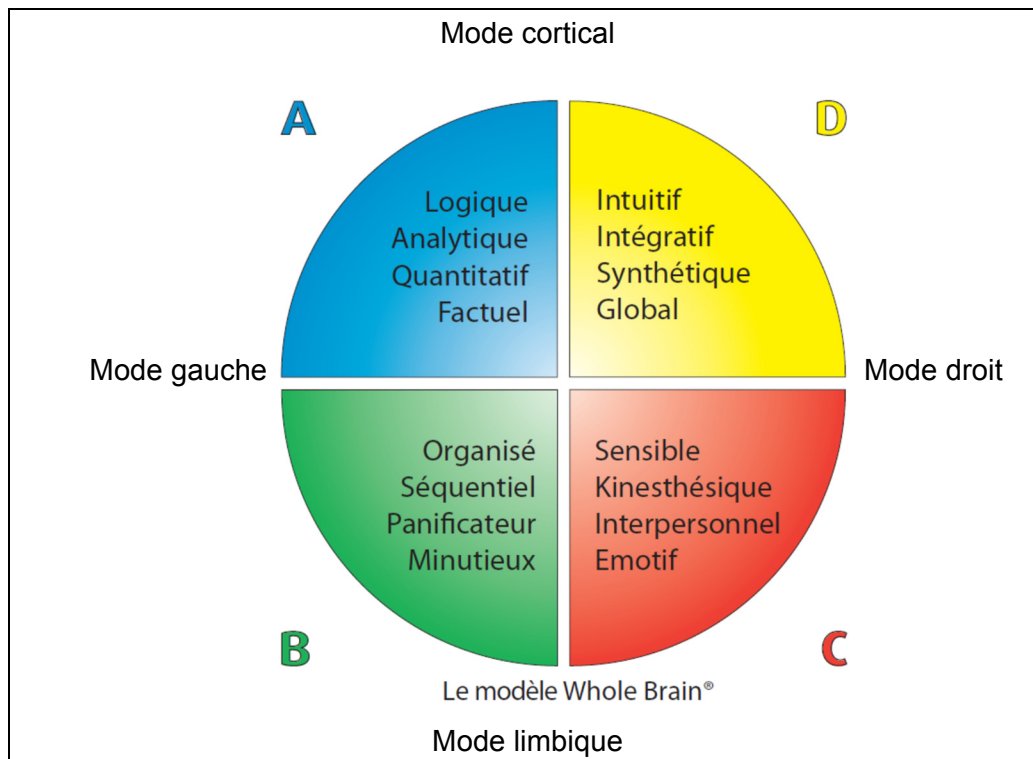 Mode cortical
A
D
Logique
Analytique
Quantitatif
Factuel
Intuitif
Intégratif
Synthétique
Global
Mode gauche
Mode droit
Organisé
Séquentiel
Panificateur
Minutieux
Sensible
Kinesthésique
Interpersonnel
Emotif
B
C
Le modèle Whole Brain®
Mode limbique